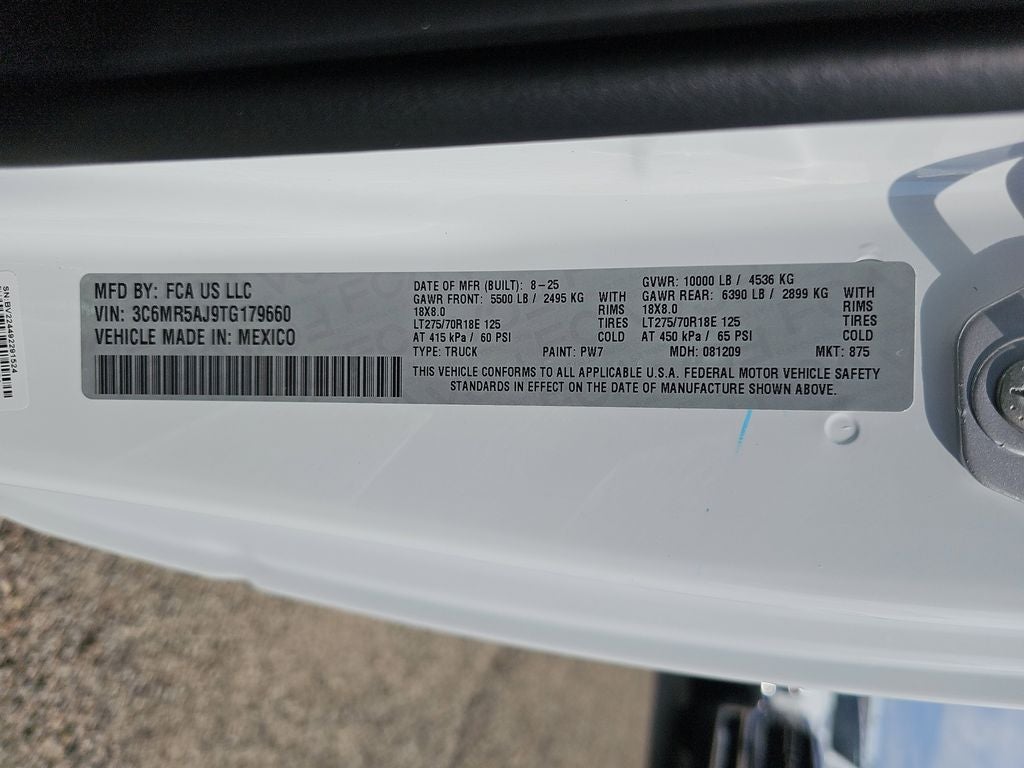 MFD BY: FCA US LLC
VIN: 3C6MR5AJ9TG179660
VEHICLE MADE IN: MEXICO
DATE OF MFR (BUILT): 8-25
GAWR FRONT: 5500 LB / 2495 KG WITH
18X8.0 RIMS
LT275/70R18E 125 TIRES
AT 415 kPa / 60 PSI COLD
GVWR: 10000 LB / 4536 KG
GAWR REAR: 6390 LB / 2899 KG WITH
18X8.0 RIMS
LT275/70R18E 125 TIRES
AT 450 kPa / 65 PSI COLD
TYPE: TRUCK PAINT: PW7 MDH: 081209 MKT: 875
THIS VEHICLE CONFORMS TO ALL APPLICABLE U.S.A. FEDERAL MOTOR VEHICLE SAFETY
STANDARDS IN EFFECT ON THE DATE OF MANUFACTURE SHOWN ABOVE.